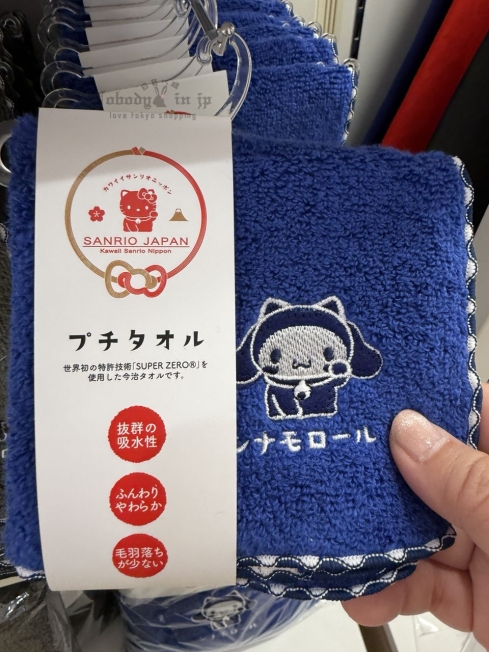 nobody in jp
love tokyo shopping
カワイイサンリオニッポン
SANRIO JAPAN
Kawaii Sanrio Nippon
プチタオル
世界初の特許技術「SUPER ZERO®」を
使用した今治タオルです。
ナモロール
抜群の
吸水性
ふんわり
やわらか
毛羽落ち
が少ない